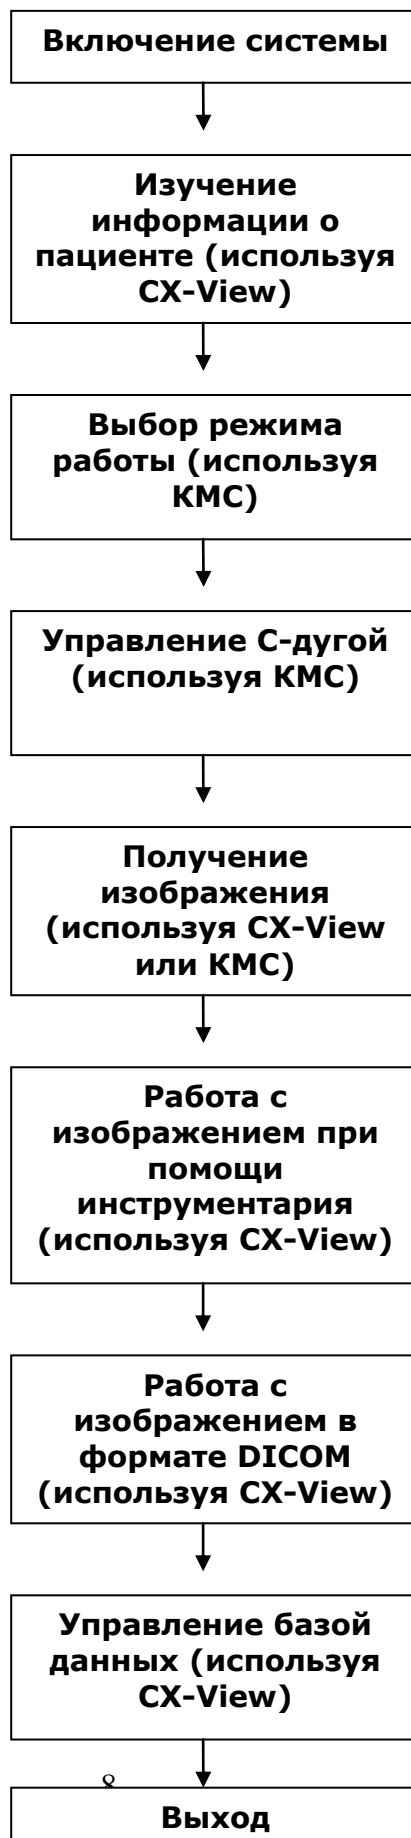 Включение системы
Изучение
информации о
пациенте (используя
CX-View)
Выбор режима
работы (используя
КМС)
Управление С-дугой
(используя КМС)
Получение
изображения
(используя CX-View
или КМС)
Работа с
изображением при
помощи
инструментария
(используя CX-View)
Работа с
изображением в
формате DICOM
(используя CX-View)
Управление базой
данных (используя
CX-View)
8
Выход